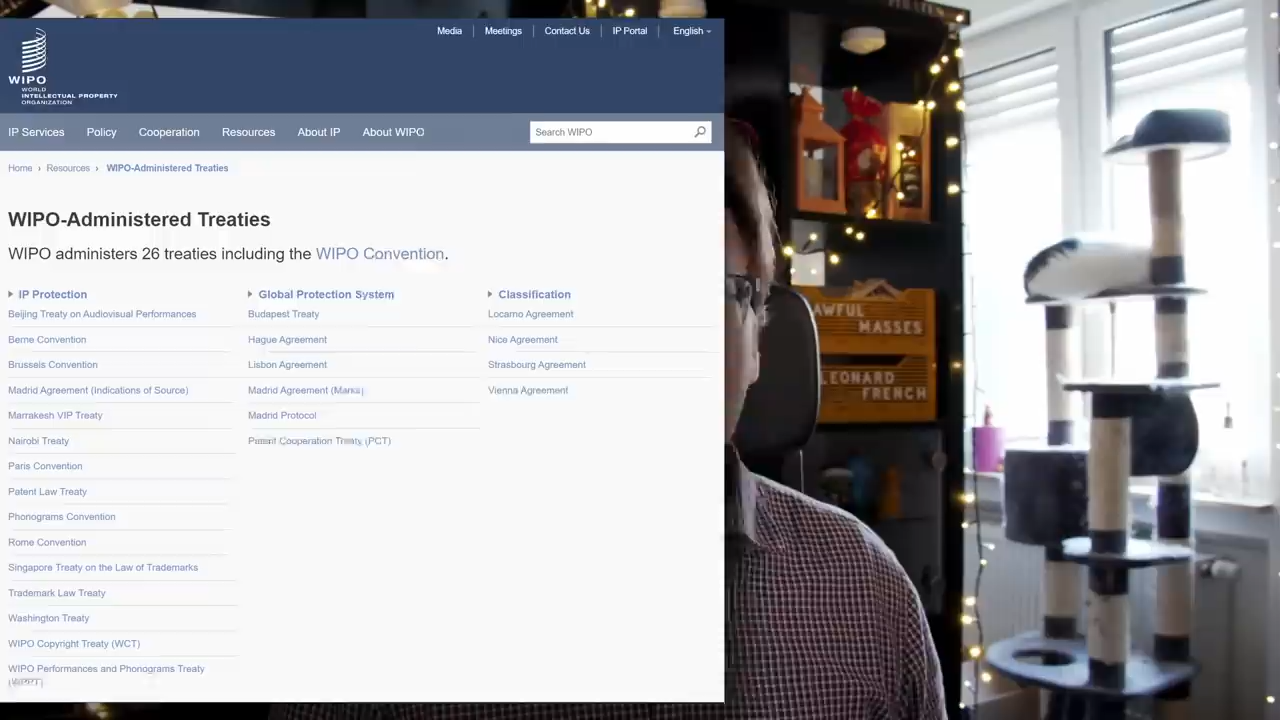 Media
Meetings
Contact Us
IP Portal
English
WIPO
WORLD
INTELLECTUAL PROPERTY
ORGANIZATION
IP Services
Policy
Cooperation
Resources
About IP
About WIPO
Search WIPO
Home › Resources › WIPO-Administered Treaties
WIPO-Administered Treaties
WIPO administers 26 treaties including the WIPO Convention.
IP Protection
Beijing Treaty on Audiovisual Performances
Berne Convention
Brussels Convention
Madrid Agreement (Indications of Source)
Marrakesh VIP Treaty
Nairobi Treaty
Paris Convention
Patent Law Treaty
Phonograms Convention
Rome Convention
Singapore Treaty on the Law of Trademarks
Trademark Law Treaty
Washington Treaty
WIPO Copyright Treaty (WCT)
WIPO Performances and Phonograms Treaty
(WPPT)
Global Protection System
Budapest Treaty
Hague Agreement
Lisbon Agreement
Madrid Agreement (Marks)
Madrid Protocol
Patent Cooperation Treaty (PCT)
Classification
Locarno Agreement
Nice Agreement
Strasbourg Agreement
Vienna Agreement
AWFUL
MASSES
LEONARD
FRENCH